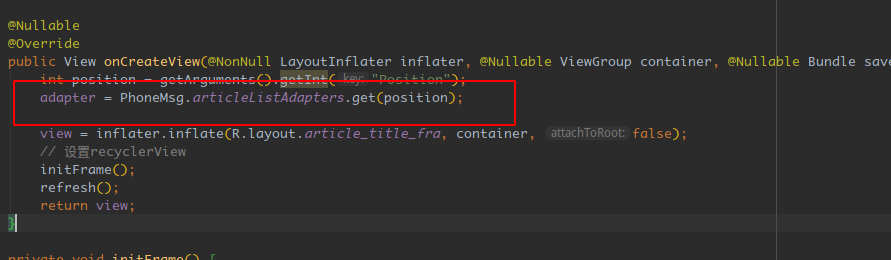 @Nullable
@Override
public View onCreateView(@NonNull LayoutInflater inflater, @Nullable ViewGroup container, @Nullable Bundle save
int position = getArguments().getInt( key: "Position");
adapter = PhoneMsg.articleListAdapters.get(position);
view = inflater.inflate(R.layout.article_title_fra, container, attachToRoot: false);
// 设置recyclerView
initFrame();
refresh();
return view;
}
private void initFrame() {